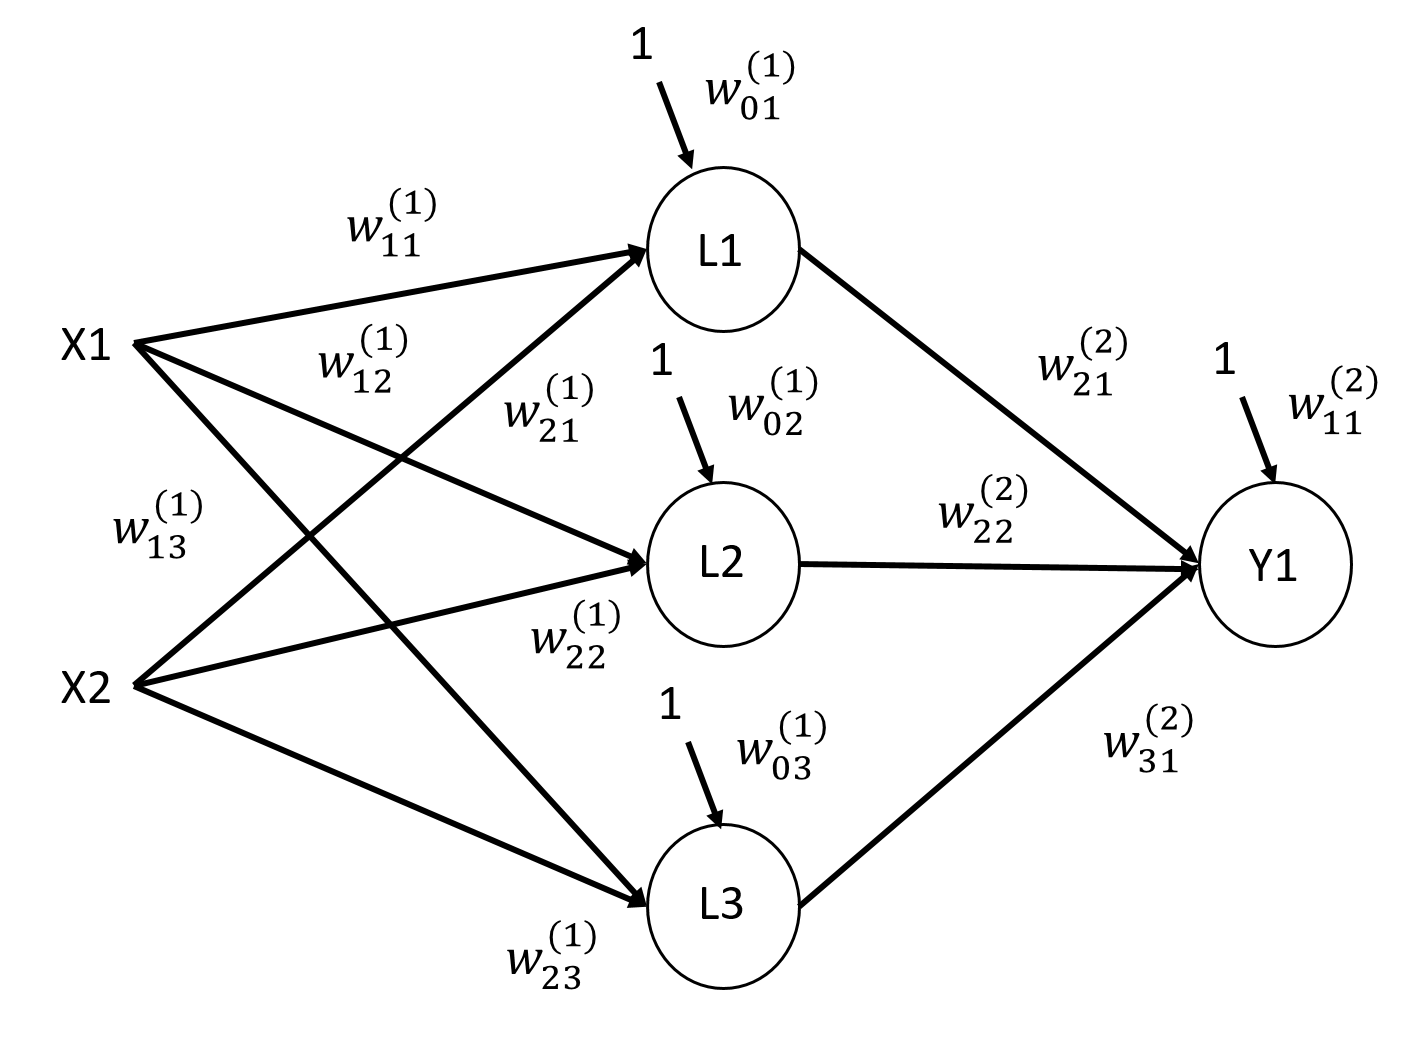 1
w_{01}^{(1)}
w_{11}^{(1)}
L1
X1
w_{12}^{(1)}
w_{21}^{(1)}
1
w_{02}^{(1)}
w_{21}^{(2)}
1
w_{11}^{(2)}
w_{13}^{(1)}
w_{22}^{(2)}
L2
Y1
w_{22}^{(1)}
X2
1
w_{03}^{(1)}
w_{31}^{(2)}
L3
w_{23}^{(1)}